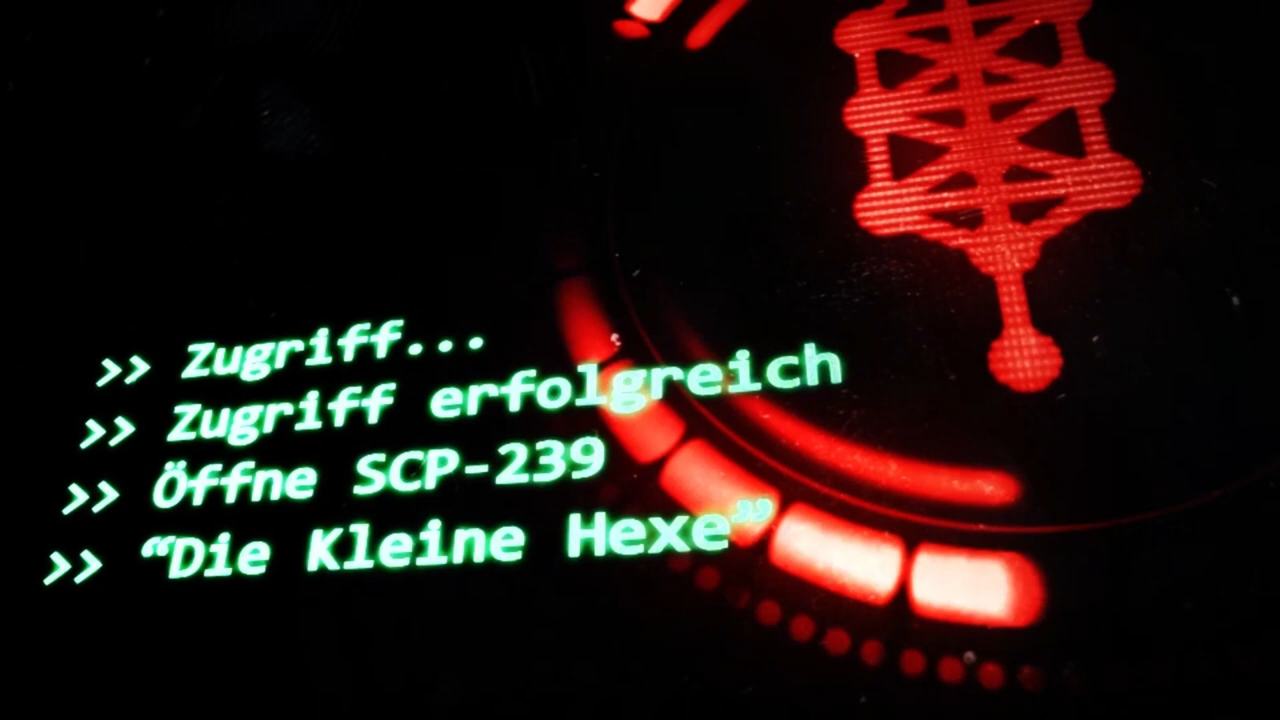 >> Zugriff...
>> Zugriff erfolgreich
>> Öffne SCP-239
>> “Die Kleine Hexe”